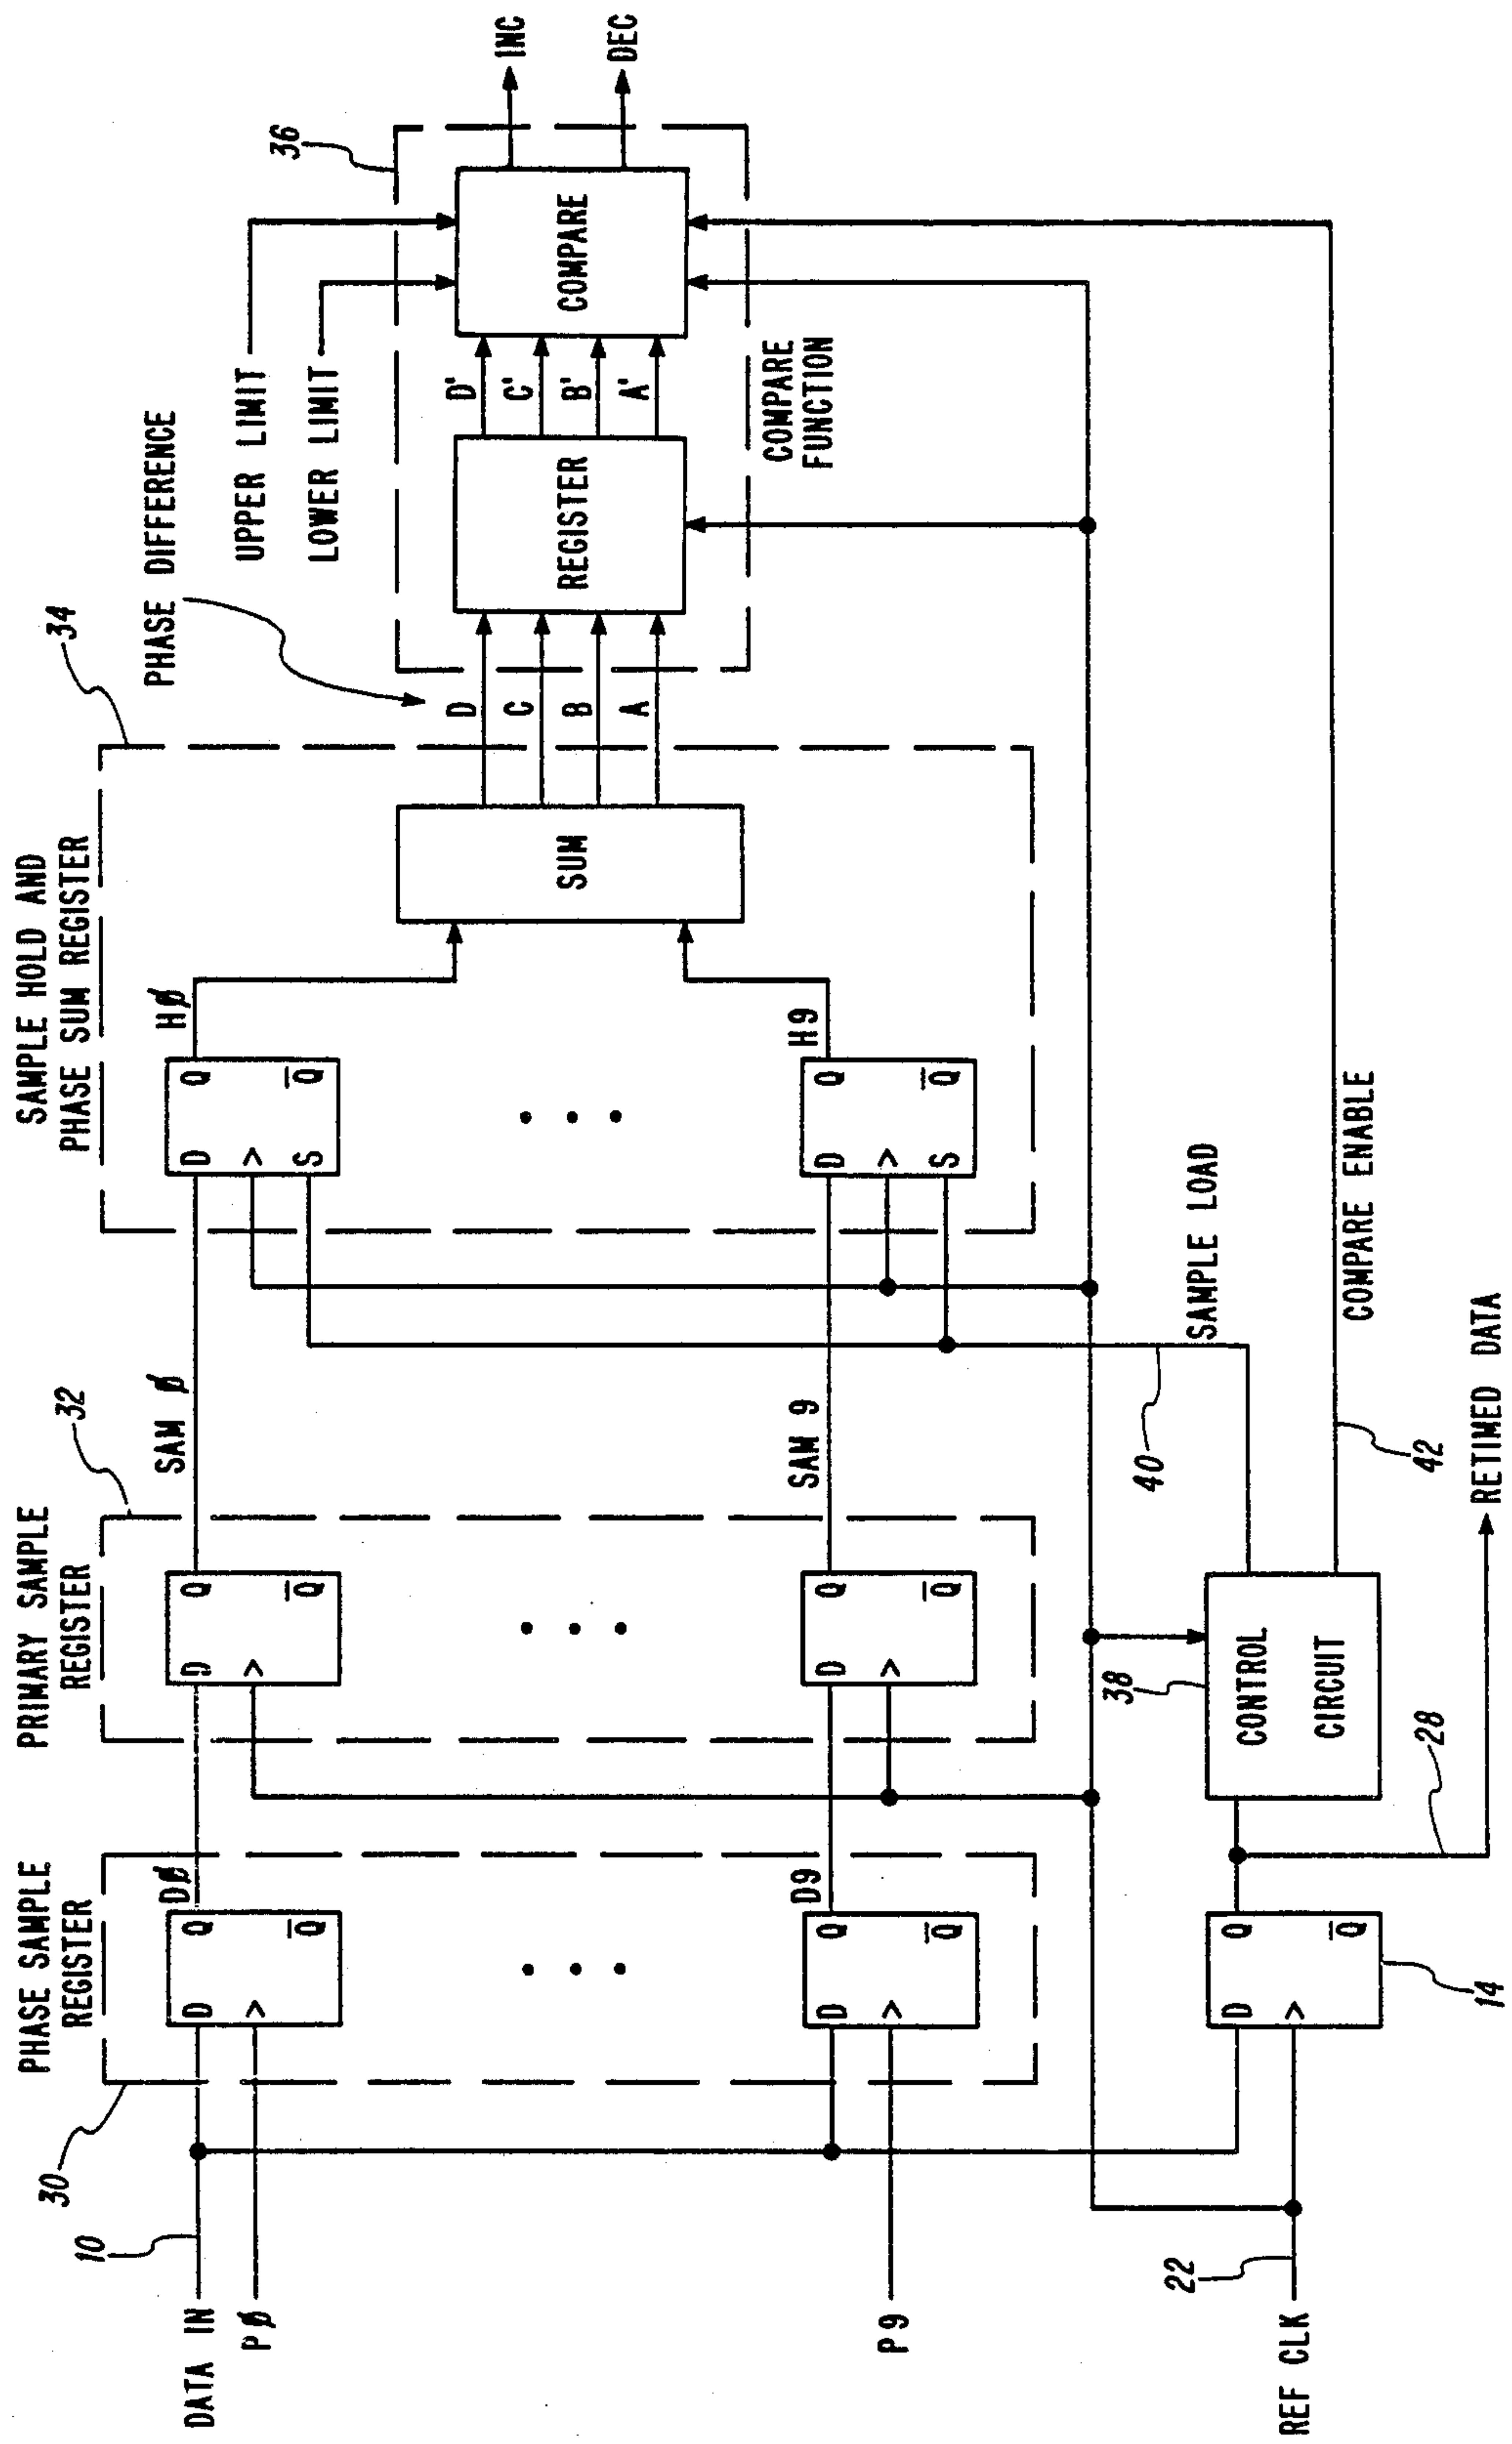 PHASE SAMPLE
REGISTER
PRIMARY SAMPLE
REGISTER
SAMPLE HOLD AND
PHASE SUM REGISTER
30
32
34
36
PHASE DIFFERENCE
UPPER LIMIT
LOWER LIMIT
DATA IN
10
PØ
D
>
Q
Q̅
DØ
D
>
Q
Q̅
SAM Ø
D
>
S
Q
Q̅
HØ
SUM
D
C
B
A
REGISTER
D'
C'
B'
A'
COMPARE
INC
DEC
COMPARE
FUNCTION
P9
D
>
Q
Q̅
D9
D
>
Q
Q̅
SAM 9
D
>
S
Q
Q̅
H9
REF CLK
22
D
>
Q
Q̅
14
38
CONTROL
CIRCUIT
28
40
SAMPLE LOAD
42
COMPARE ENABLE
RETIMED DATA